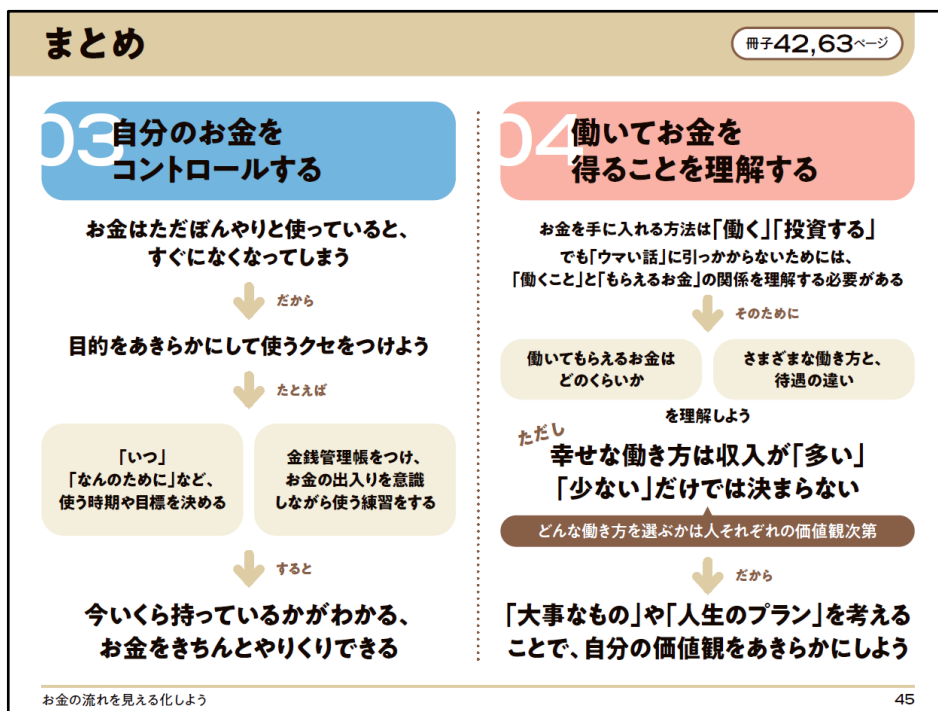 まとめ
冊子42,63ページ
03 自分のお金を
コントロールする
お金はただぼんやりと使っていると、
すぐになくなってしまう
だから
目的をあきらかにして使うクセをつけよう
たとえば
「いつ」
「なんのために」など、
使う時期や目標を決める
金銭管理帳をつけ、
お金の出入りを意識
しながら使う練習をする
すると
今いくら持っているかがわかる、
お金をきちんとやりくりできる
04 働いてお金を
得ることを理解する
お金を手に入れる方法は「働く」「投資する」
でも「ウマい話」に引っかからないためには、
「働くこと」と「もらえるお金」の関係を理解する必要がある
そのために
働いてもらえるお金は
どのくらいか
さまざまな働き方と、
待遇の違い
を理解しよう
ただし
幸せな働き方は収入が「多い」
「少ない」だけでは決まらない
どんな働き方を選ぶかは人それぞれの価値観次第
だから
「大事なもの」や「人生のプラン」を考える
ことで、自分の価値観をあきらかにしよう
お金の流れを見える化しよう
45